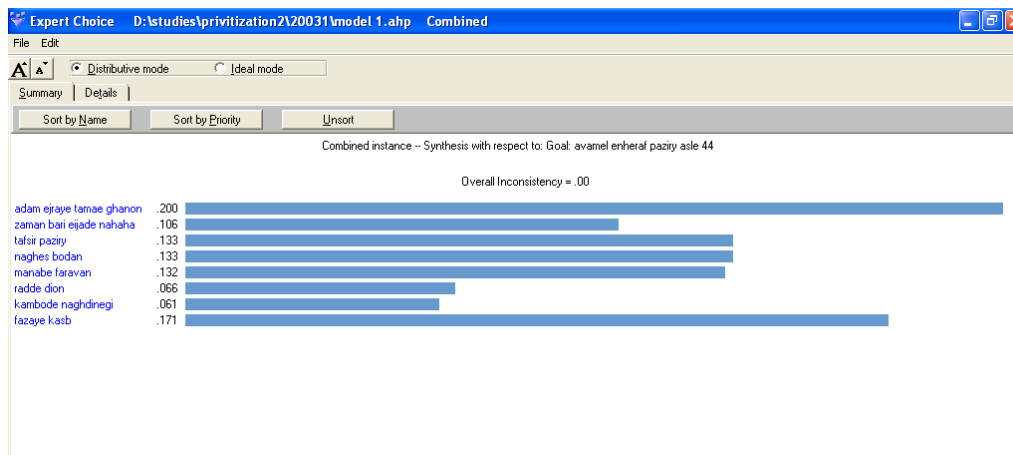 Expert Choice D:\studies\privitization2\20031\model 1.ahp Combined
File Edit
A A Distributive mode Ideal mode
Summary Details
Sort by Name Sort by Priority Unsort
Combined instance -- Synthesis with respect to: Goal: avamel enheraf paziry asle 44
Overall Inconsistency = .00
adam ejraye tamae ghanon .200
zaman bari eijade nahaha .106
tafsir paziry .133
naghes bodan .133
manabe faravan .132
radde dion .066
kambode naghdinegi .061
fazaye kasb .171